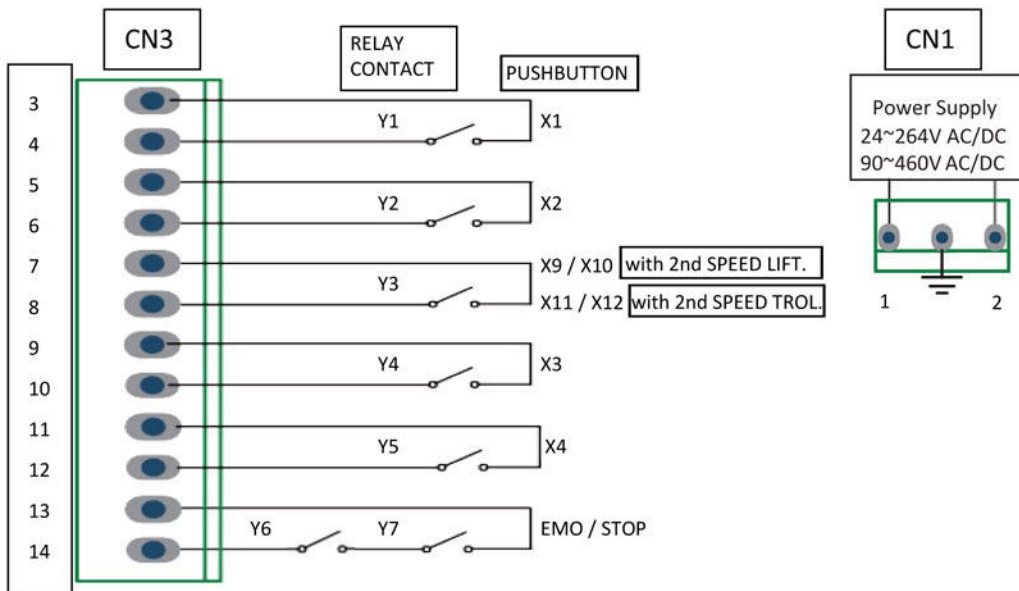 CN3
RELAY
CONTACT
PUSHBUTTON
3
4
Y1
X1
5
6
Y2
X2
7
8
Y3
X9 / X10 with 2nd SPEED LIFT.
X11 / X12 with 2nd SPEED TROL.
9
10
Y4
X3
11
12
Y5
X4
13
14
Y6
Y7
EMO / STOP
CN1
Power Supply
24~264V AC/DC
90~460V AC/DC
1
2